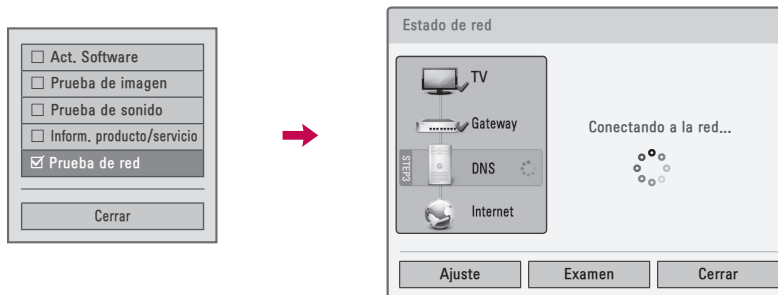 Act. Software
Prueba de imagen
Prueba de sonido
Inform. producto/servicio
Prueba de red
Cerrar
Estado de red
TV
Gateway
STEP3
DNS
Internet
Conectando a la red...
Ajuste
Examen
Cerrar